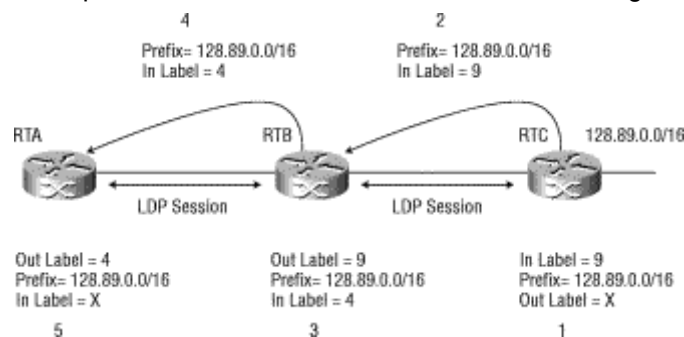 4
2
Prefix= 128.89.0.0/16
In Label = 4
Prefix= 128.89.0.0/16
In Label = 9
RTA
RTB
RTC
128.89.0.0/16
LDP Session
LDP Session
Out Label = 4
Prefix= 128.89.0.0/16
In Label = X
5
Out Label = 9
Prefix= 128.89.0.0/16
In Label = 4
3
In Label = 9
Prefix= 128.89.0.0/16
Out Label = X
1